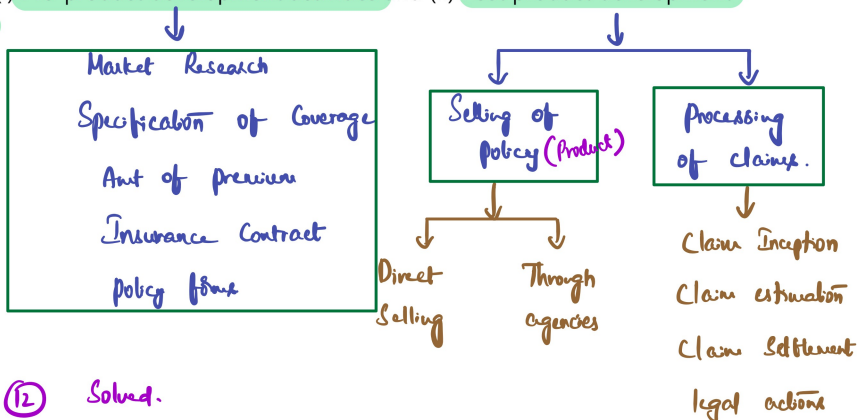 Market Research
Specification of Coverage
Amt of premium
Insurance Contract
Policy forms
Selling of
policy (Product)
Direct
Selling
Through
agencies
Processing
of claims.
Claim Inception
Claim estimation
Claim Settlement
legal actions
12 Solved.